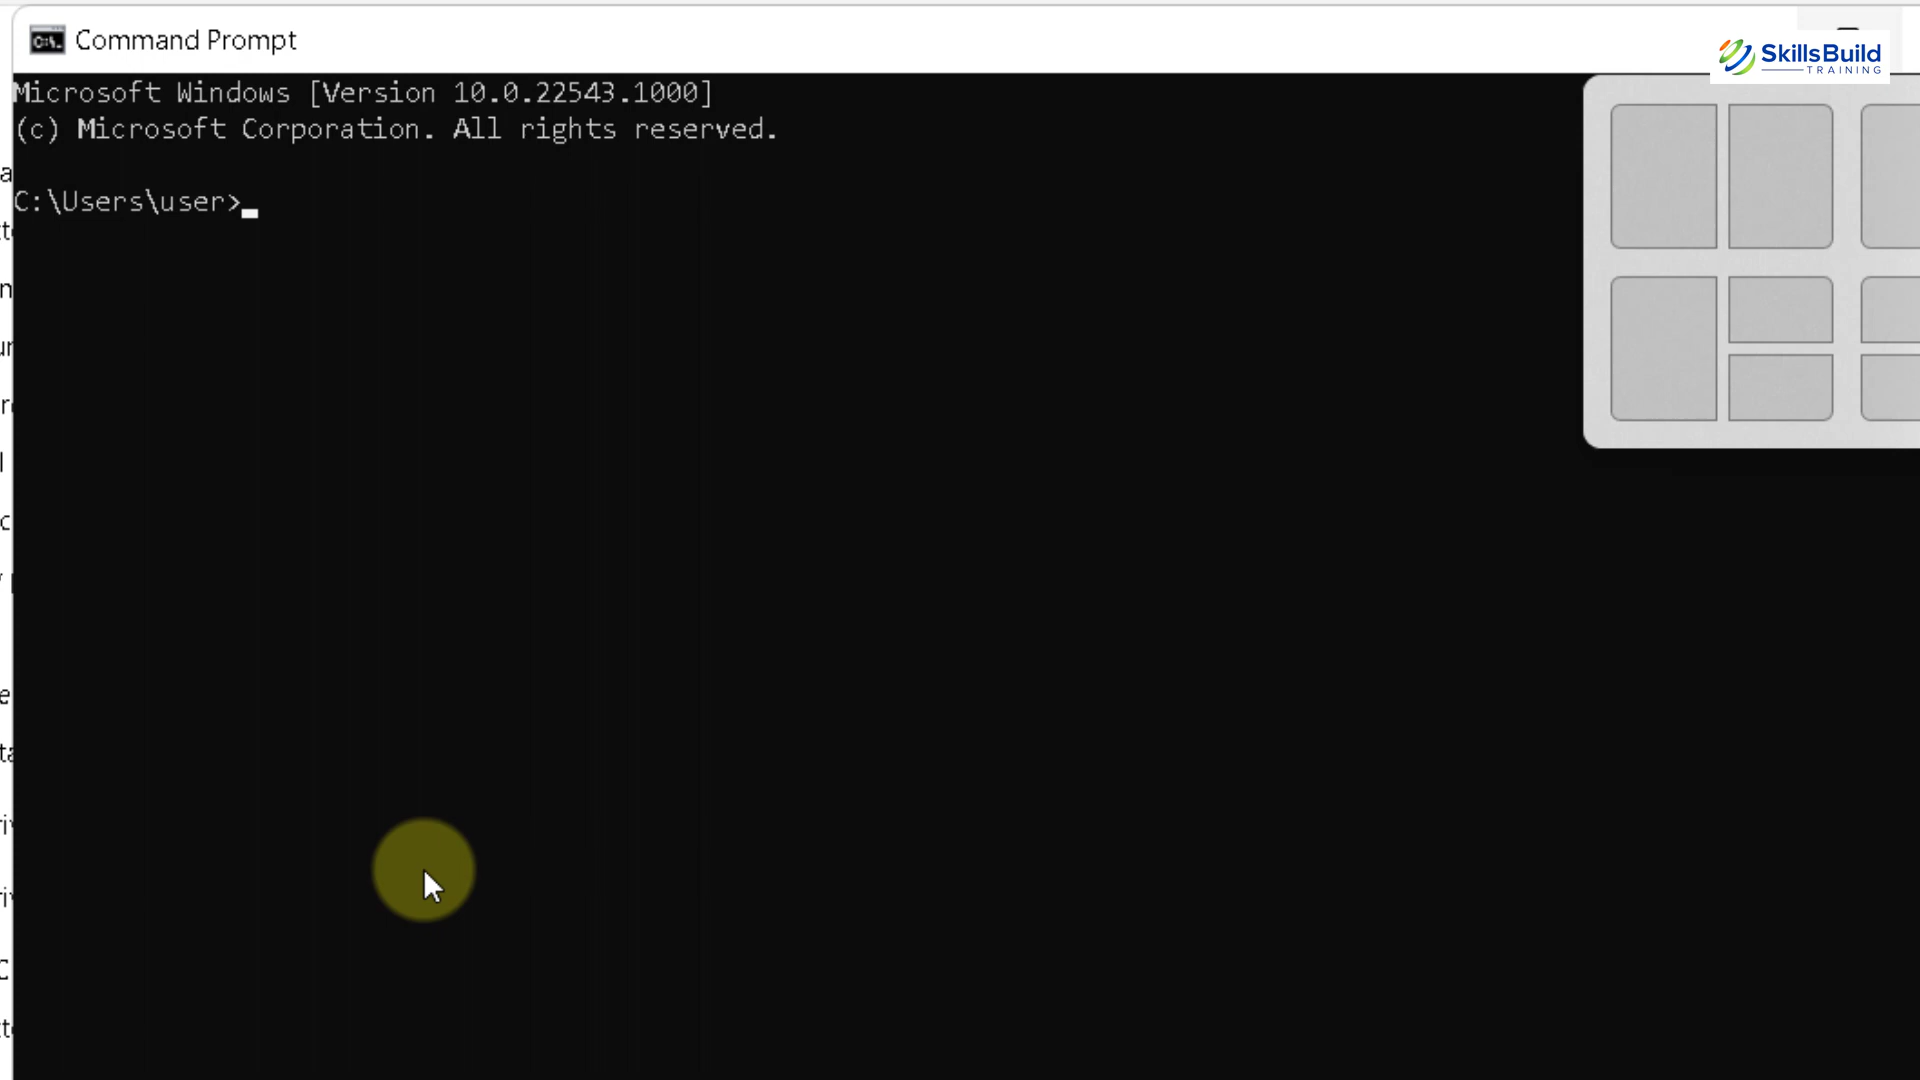 Command Prompt
SkillsBuild
TRAINING
Microsoft Windows [Version 10.0.22543.1000]
(c) Microsoft Corporation. All rights reserved.
C:\Users\user>